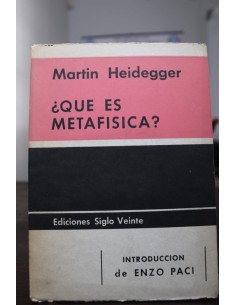 Martin Heidegger
¿QUE ES
METAFISICA?
Ediciones Siglo Veinte
INTRODUCCION
de ENZO PACI